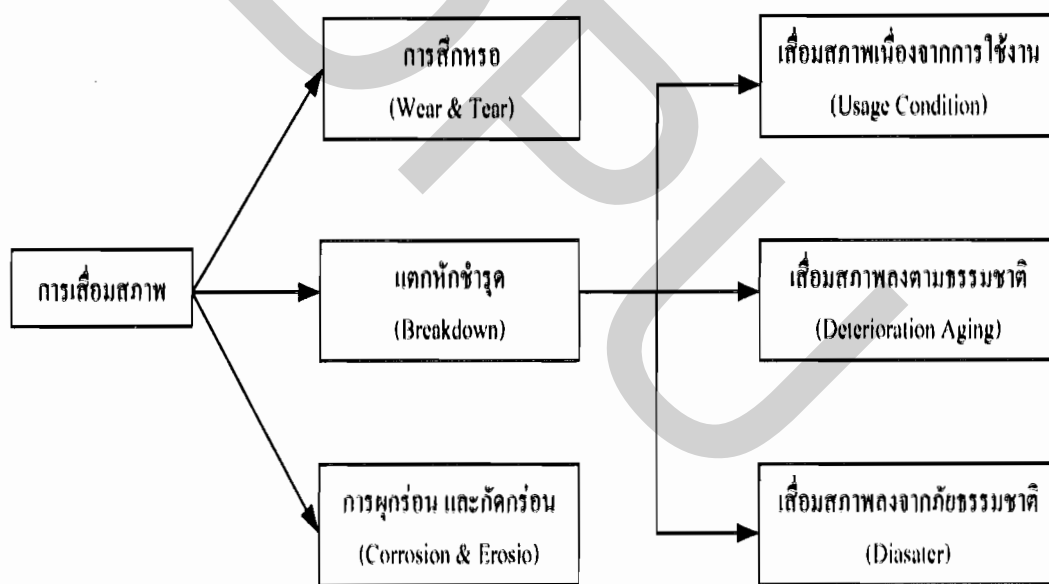 การสึกหรอ
(Wear & Tear)
เสื่อมสภาพเนื่องจากการใช้งาน
(Usage Condition)
การเสื่อมสภาพ
แตกหักชำรุด
(Breakdown)
เสื่อมสภาพลงตามธรรมชาติ
(Deterioration Aging)
การผุกร่อน และกัดกร่อน
(Corrosion & Erosio)
เสื่อมสภาพลงจากภัยธรรมชาติ
(Diasater)
DPU